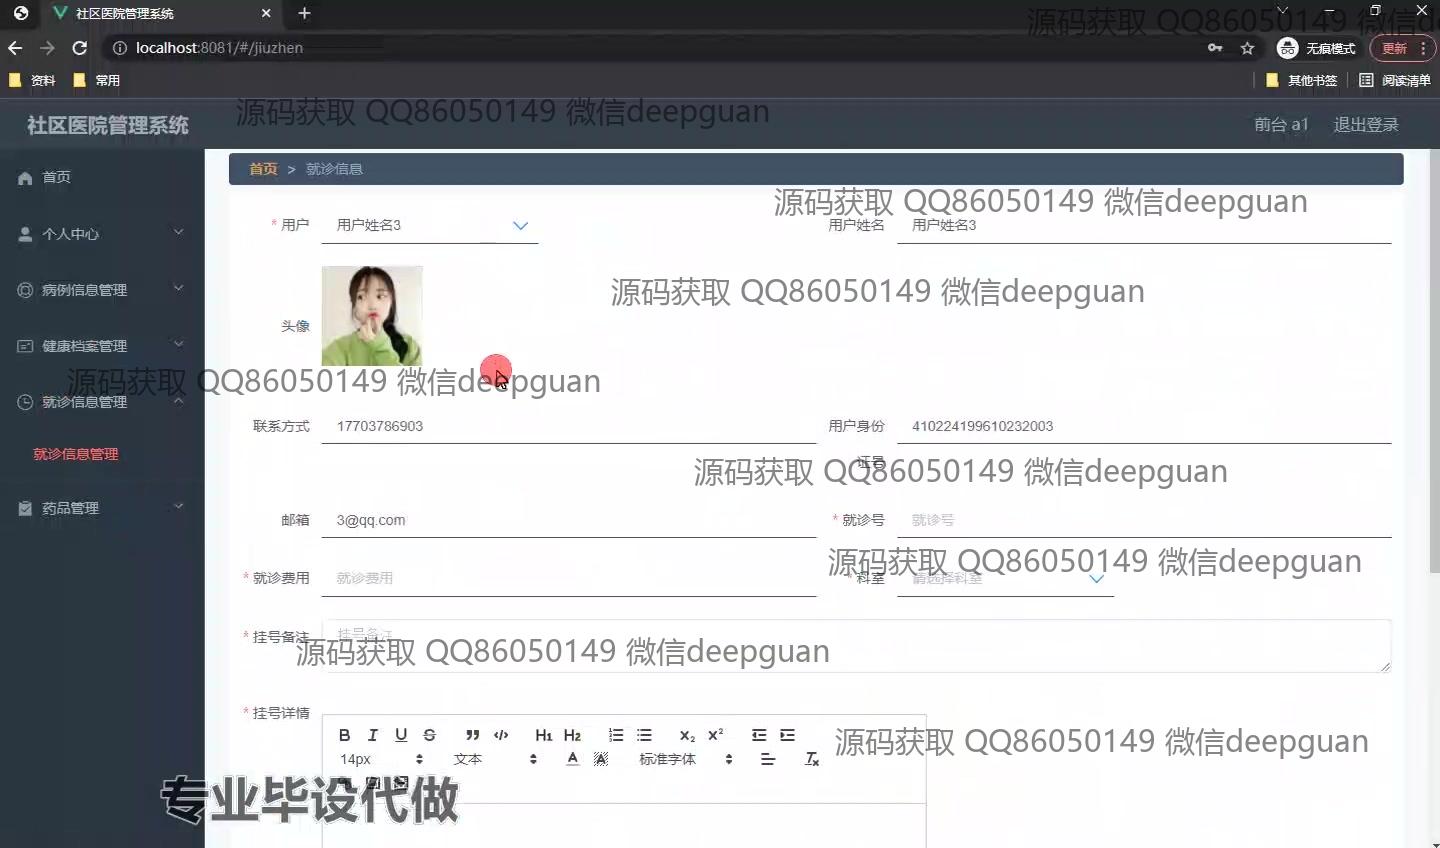 社区医院管理系统
localhost:8081/#/jiuzhen
无痕模式
更新
资料
常用
其他书签
阅读清单
源码获取 QQ86050149 微信de
社区医院管理系统
源码获取 QQ86050149 微信deepguan
前台 a1
退出登录
首页
个人中心
病例信息管理
健康档案管理
就诊信息管理
就诊信息管理
药品管理
首页 > 就诊信息
源码获取 QQ86050149 微信deepguan
* 用户
用户姓名3
用户姓名
用户姓名3
源码获取 QQ86050149 微信deepguan
头像
源码获取 QQ86050149 微信deepguan
联系方式
17703786903
用户身份证号
410224199610232003
源码获取 QQ86050149 微信deepguan
邮箱
3@qq.com
* 就诊号
就诊号
源码获取 QQ86050149 微信deepguan
* 就诊费用
就诊费用
* 科室
请选择科室
* 挂号备注
挂号备注
源码获取 QQ86050149 微信deepguan
* 挂号详情
B I U S H1 H2 x₂ x²
14px
文本
A
标准字体
源码获取 QQ86050149 微信deepguan
专业毕设代做